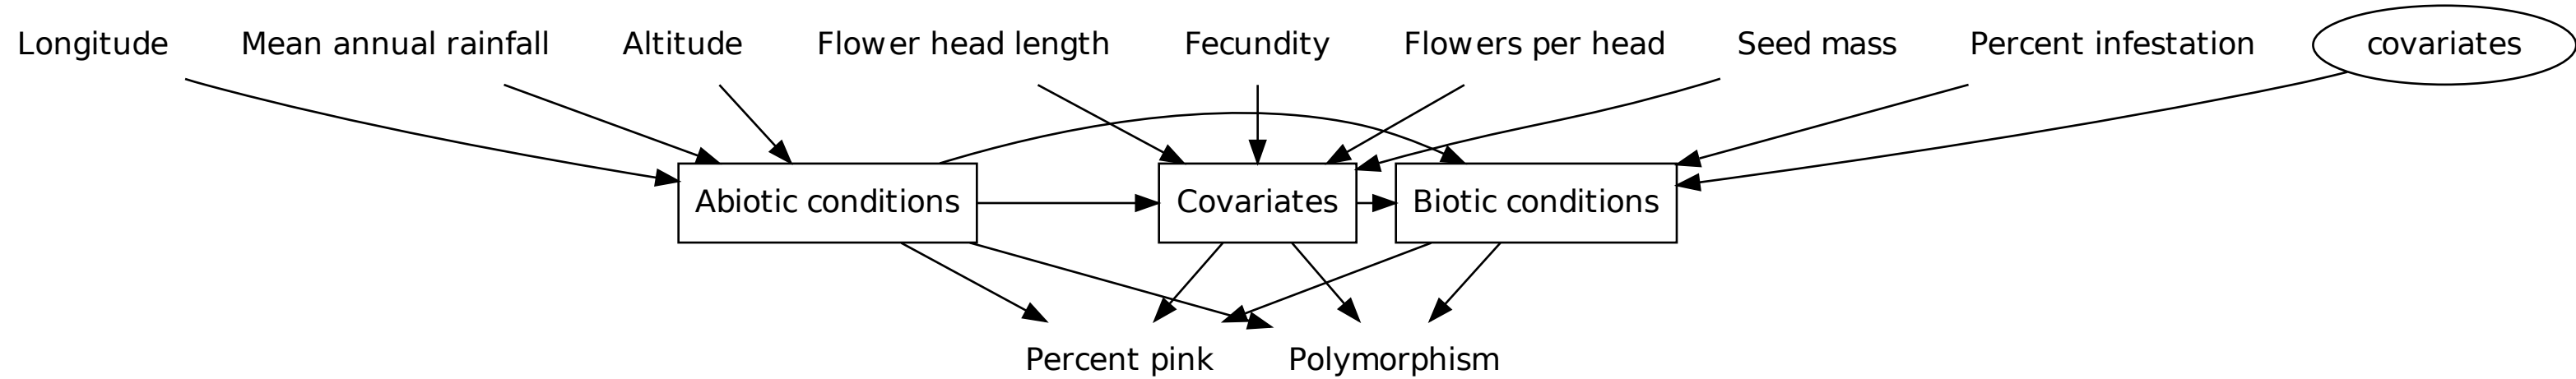 Longitude
Mean annual rainfall
Altitude
Flower head length
Fecundity
Flowers per head
Seed mass
Percent infestation
covariates
Abiotic conditions
Covariates
Biotic conditions
Percent pink
Polymorphism